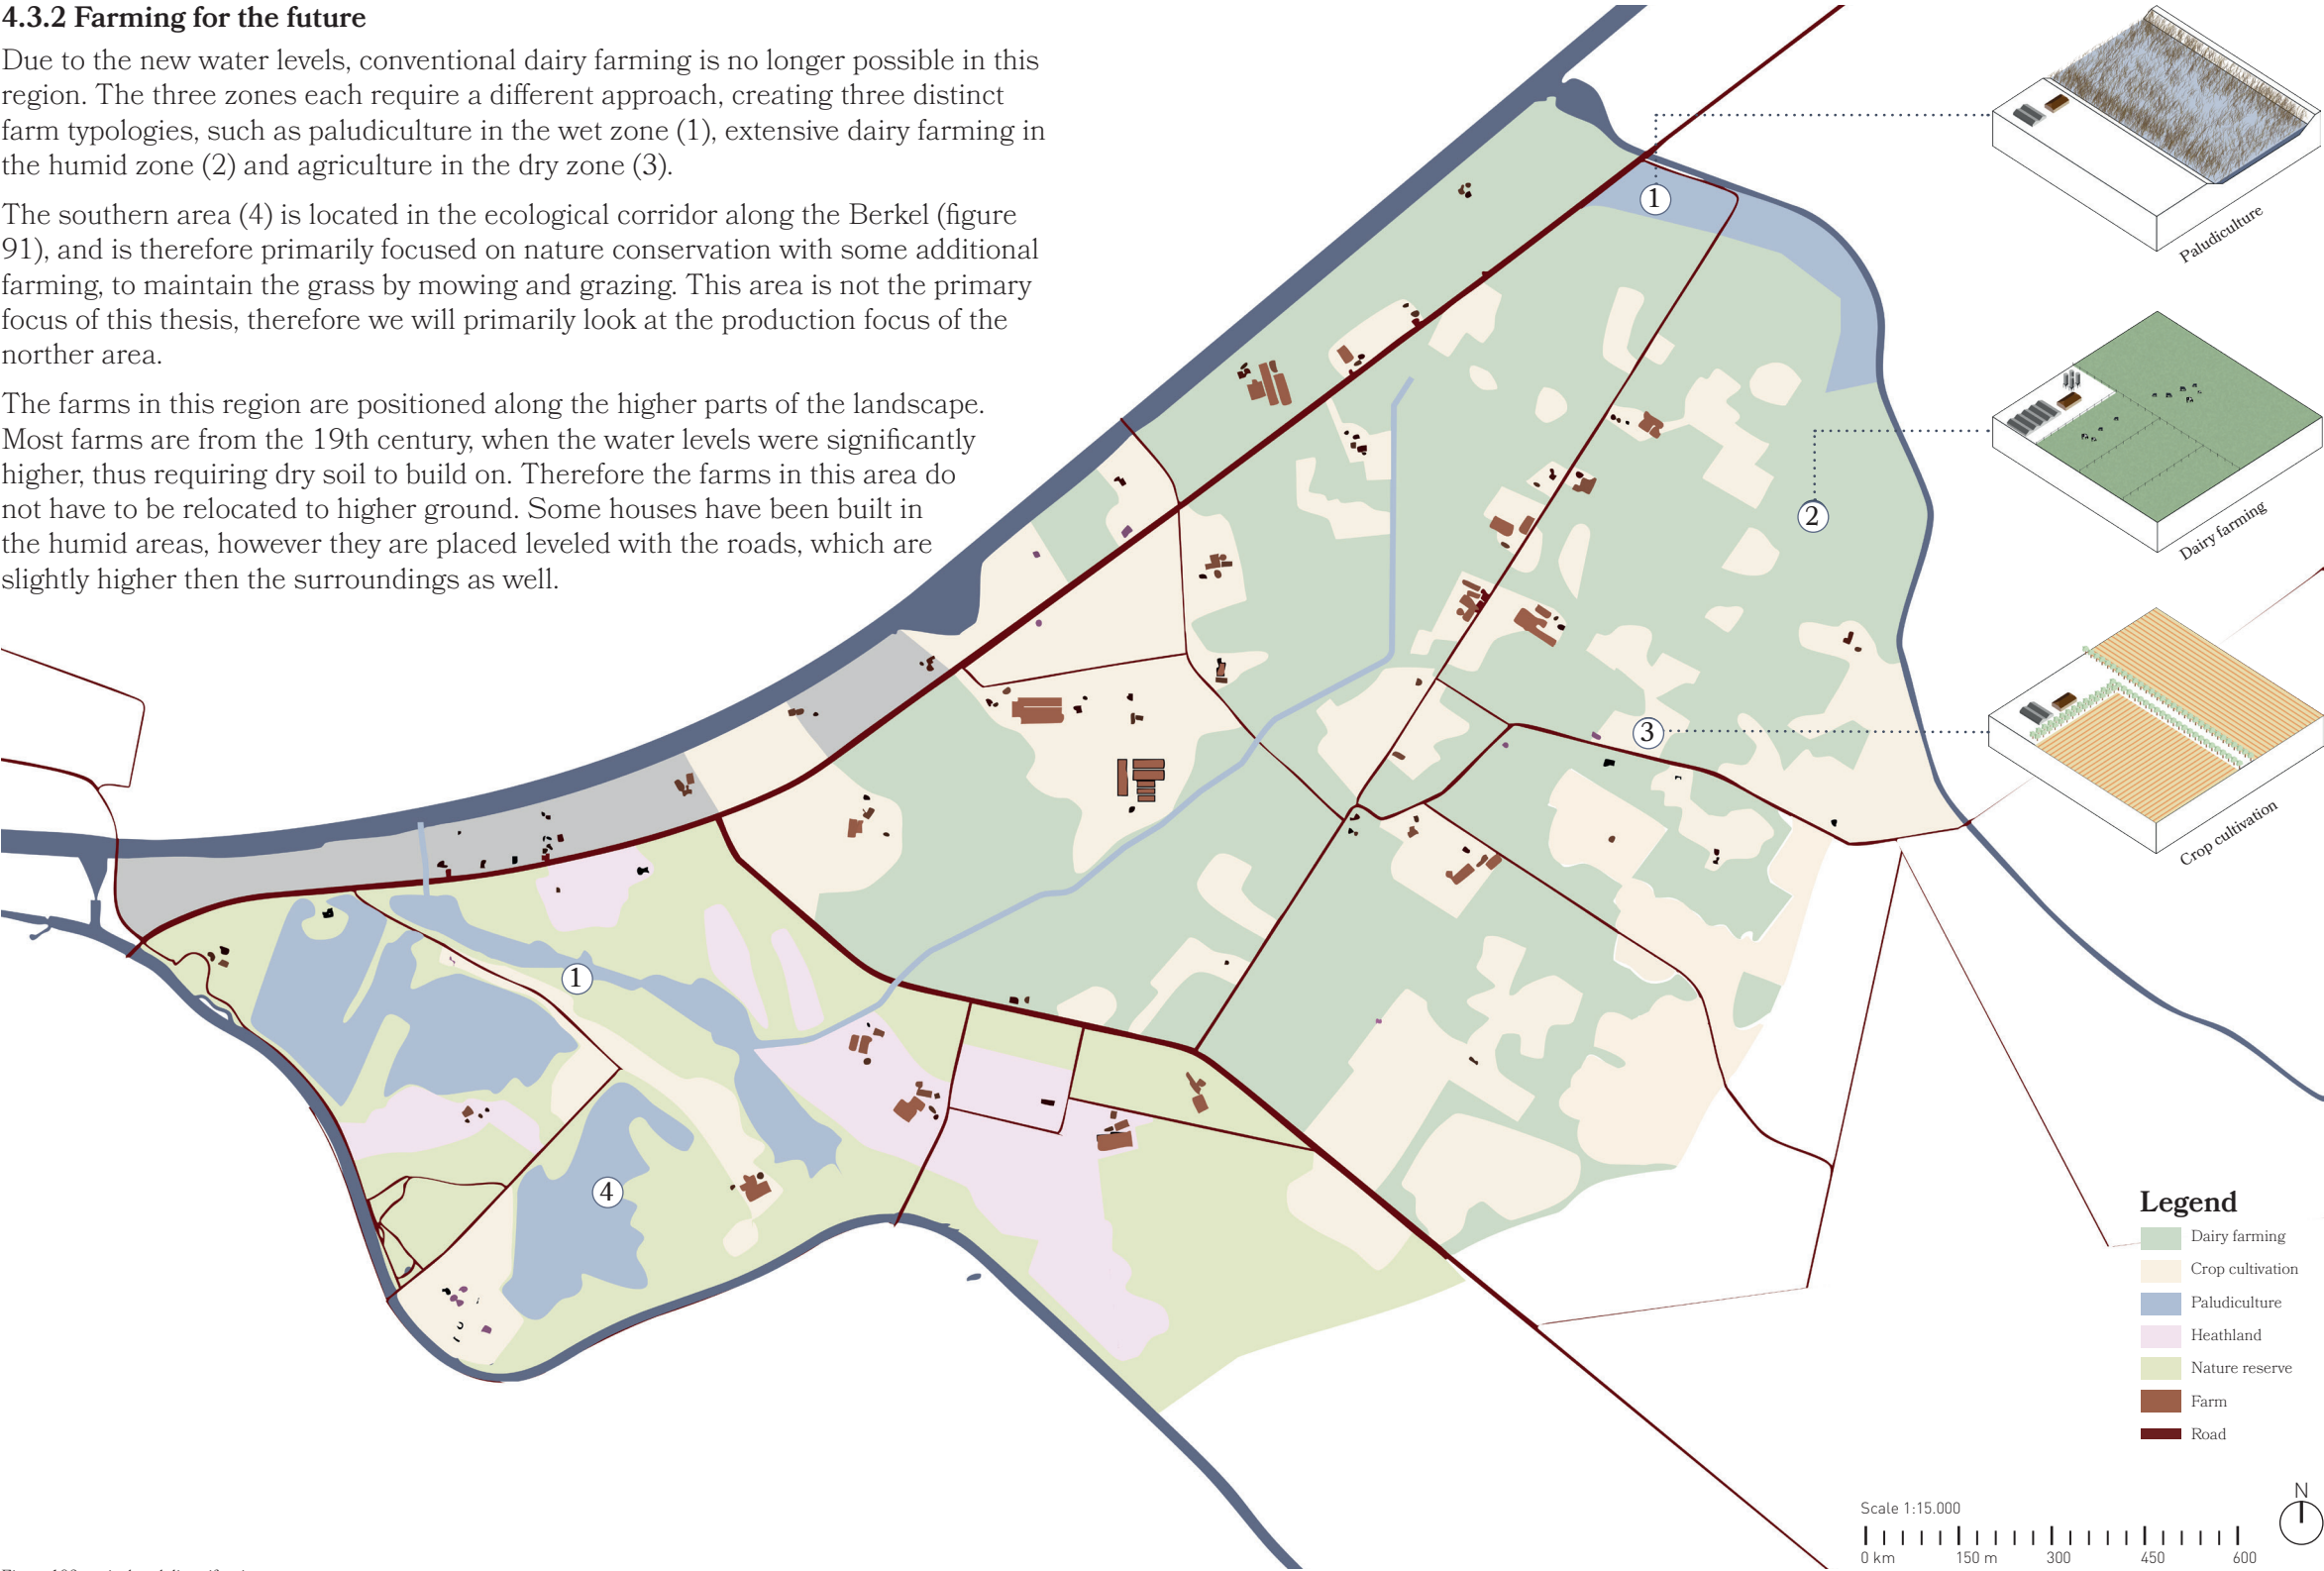 4.3.2 Farming for the future
Due to the new water levels, conventional dairy farming is no longer possible in this
region. The three zones each require a different approach, creating three distinct
farm typologies, such as paludiculture in the wet zone (1), extensive dairy farming in
the humid zone (2) and agriculture in the dry zone (3).
The southern area (4) is located in the ecological corridor along the Berkel (figure
91), and is therefore primarily focused on nature conservation with some additional
farming, to maintain the grass by mowing and grazing. This area is not the primary
focus of this thesis, therefore we will primarily look at the production focus of the
norther area.
The farms in this region are positioned along the higher parts of the landscape.
Most farms are from the 19th century, when the water levels were significantly
higher, thus requiring dry soil to build on. Therefore the farms in this area do
not have to be relocated to higher ground. Some houses have been built in
the humid areas, however they are placed leveled with the roads, which are
slightly higher then the surroundings as well.
1
Paludiculture
2
Dairy farming
3
Crop cultivation
1
4
Legend
Dairy farming
Crop cultivation
Paludiculture
Heathland
Nature reserve
Farm
Road
N
Scale 1:15.000
0 km 150 m 300 450 600